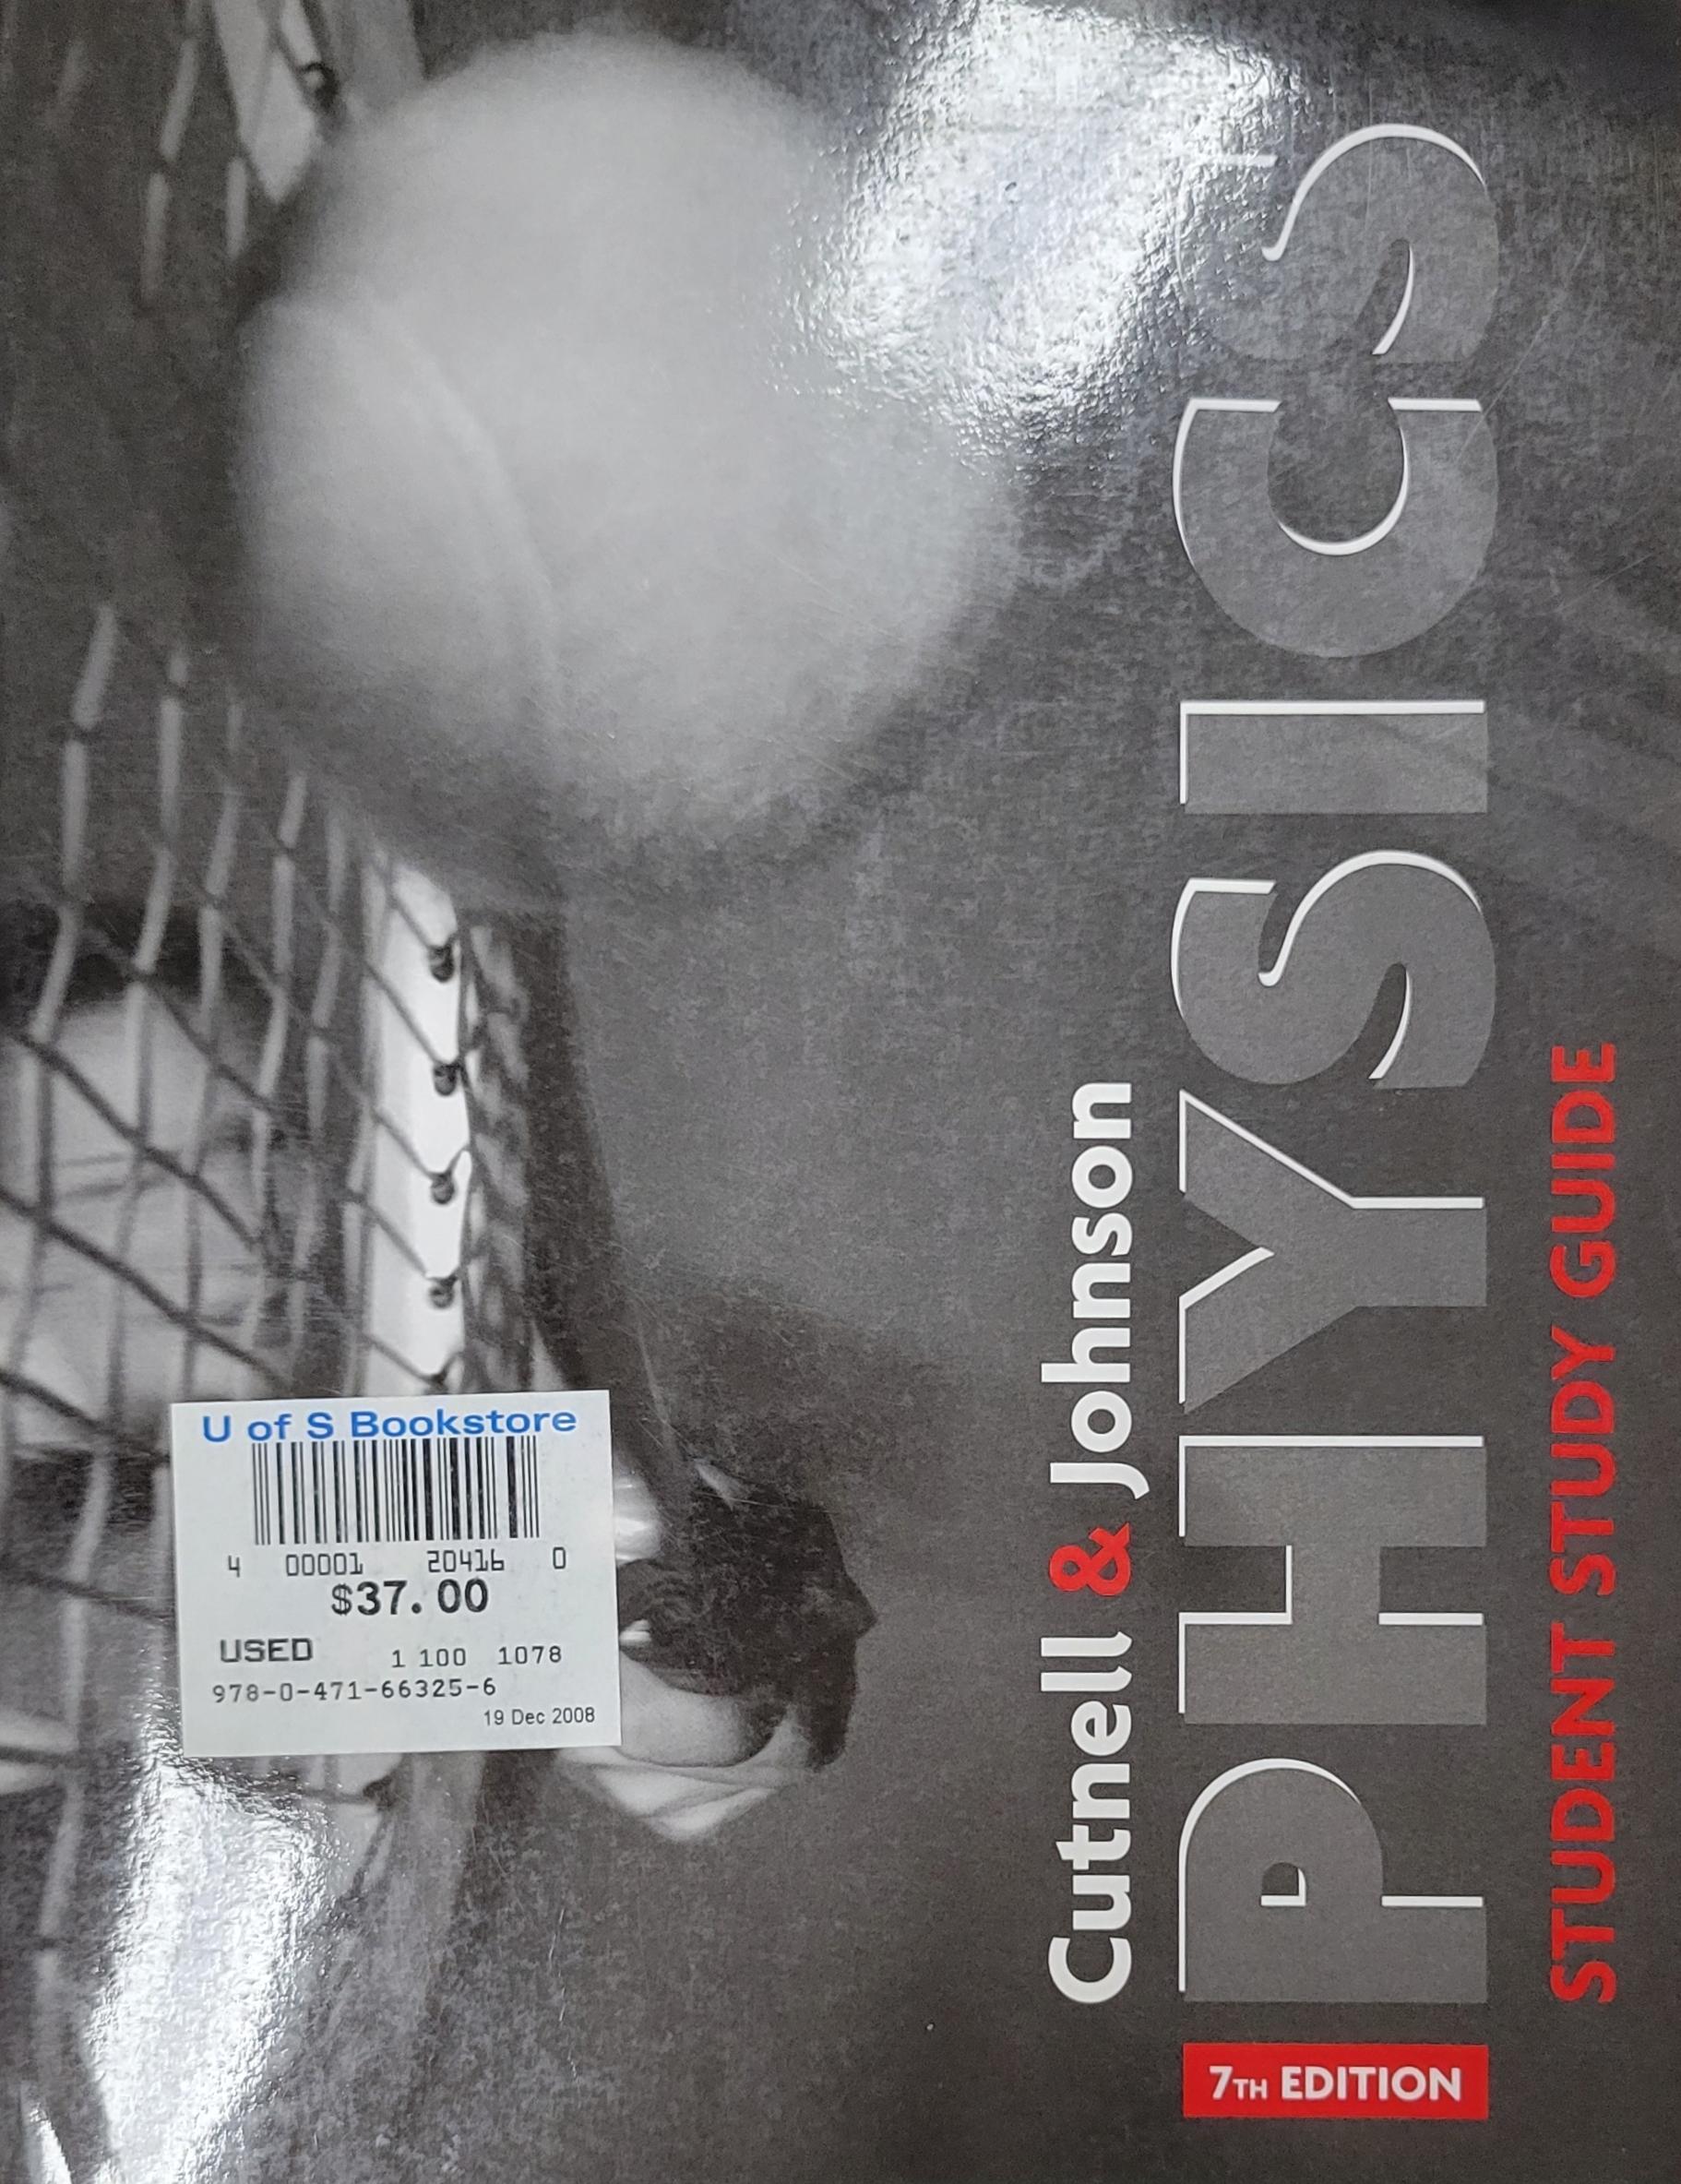 U of S Bookstore
4 00001 20416 0
$37.00
USED 1 100 1078
978-0-471-66325-6
19 Dec 2008
Cutnell & Johnson
PHYSICS
7TH EDITION
STUDENT STUDY GUIDE